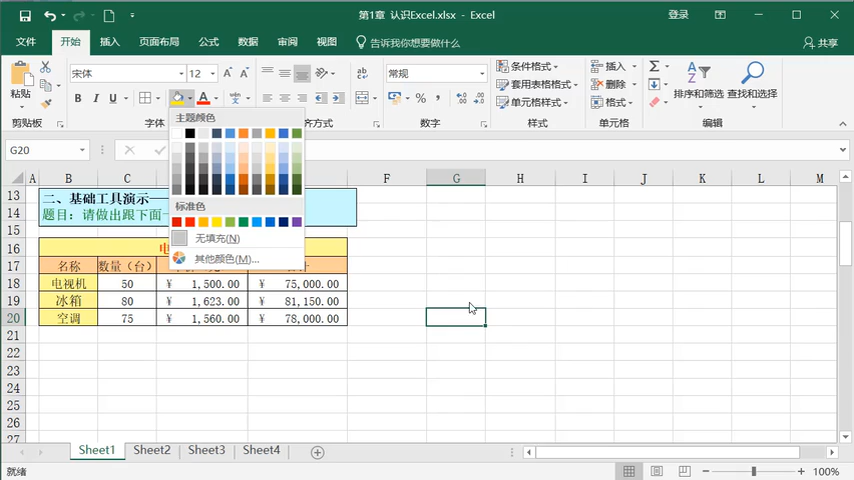 第1章 认识Excel.xlsx - Excel
登录
文件 开始 插入 页面布局 公式 数据 审阅 视图 告诉我你想要做什么 共享
粘贴
宋体 12
B I U
常规
条件格式
套用表格格式
单元格样式
插入
删除
格式
排序和筛选 查找和选择
剪贴板 字体 齐方式 数字 样式 单元格 编辑
G20
主题颜色
标准色
无填充(N)
其他颜色(M)...
A B C F G H I J K L M
13 二、基础工具演示
14 题目：请做出跟下面一
15
16
17 名称 数量（台）
18 电视机 50 ¥ 1,500.00 ¥ 75,000.00
19 冰箱 80 ¥ 1,623.00 ¥ 81,150.00
20 空调 75 ¥ 1,560.00 ¥ 78,000.00
21
22
23
24
25
26
27
Sheet1 Sheet2 Sheet3 Sheet4
就绪 100%